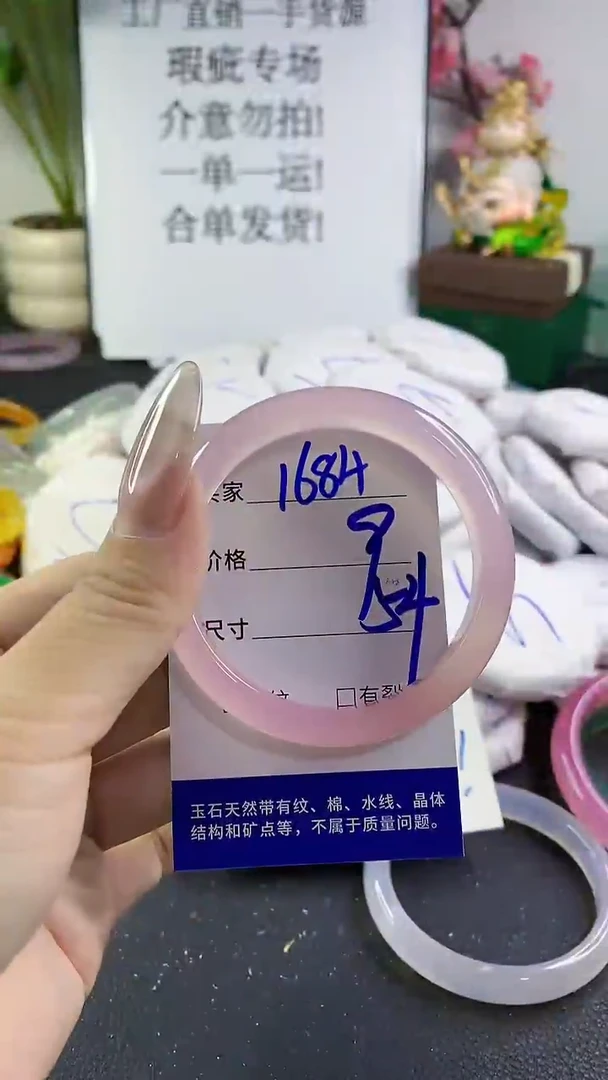 工厂直销一手货源
瑕疵专场
介意勿拍!
一单一运!
合单发货!
家 1684
价格
尺寸 54
纹 口有裂
玉石天然带有纹、棉、水线、晶体
结构和矿点等，不属于质量问题。